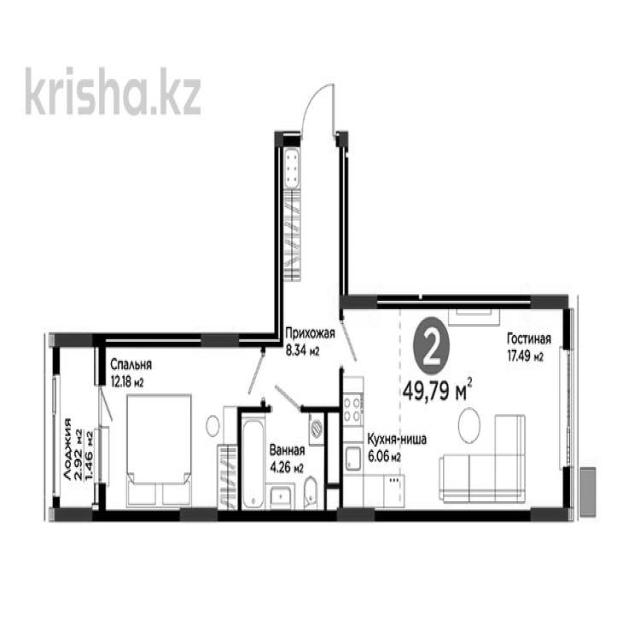 krisha.kz
Прихожая
8.34 м2
2
49,79 м2
Гостиная
17.49 м2
Спальня
12.18 м2
Лоджия
2.92 м2
1.46 м2
Ванная
4.26 м2
Кухня-ниша
6.06 м2